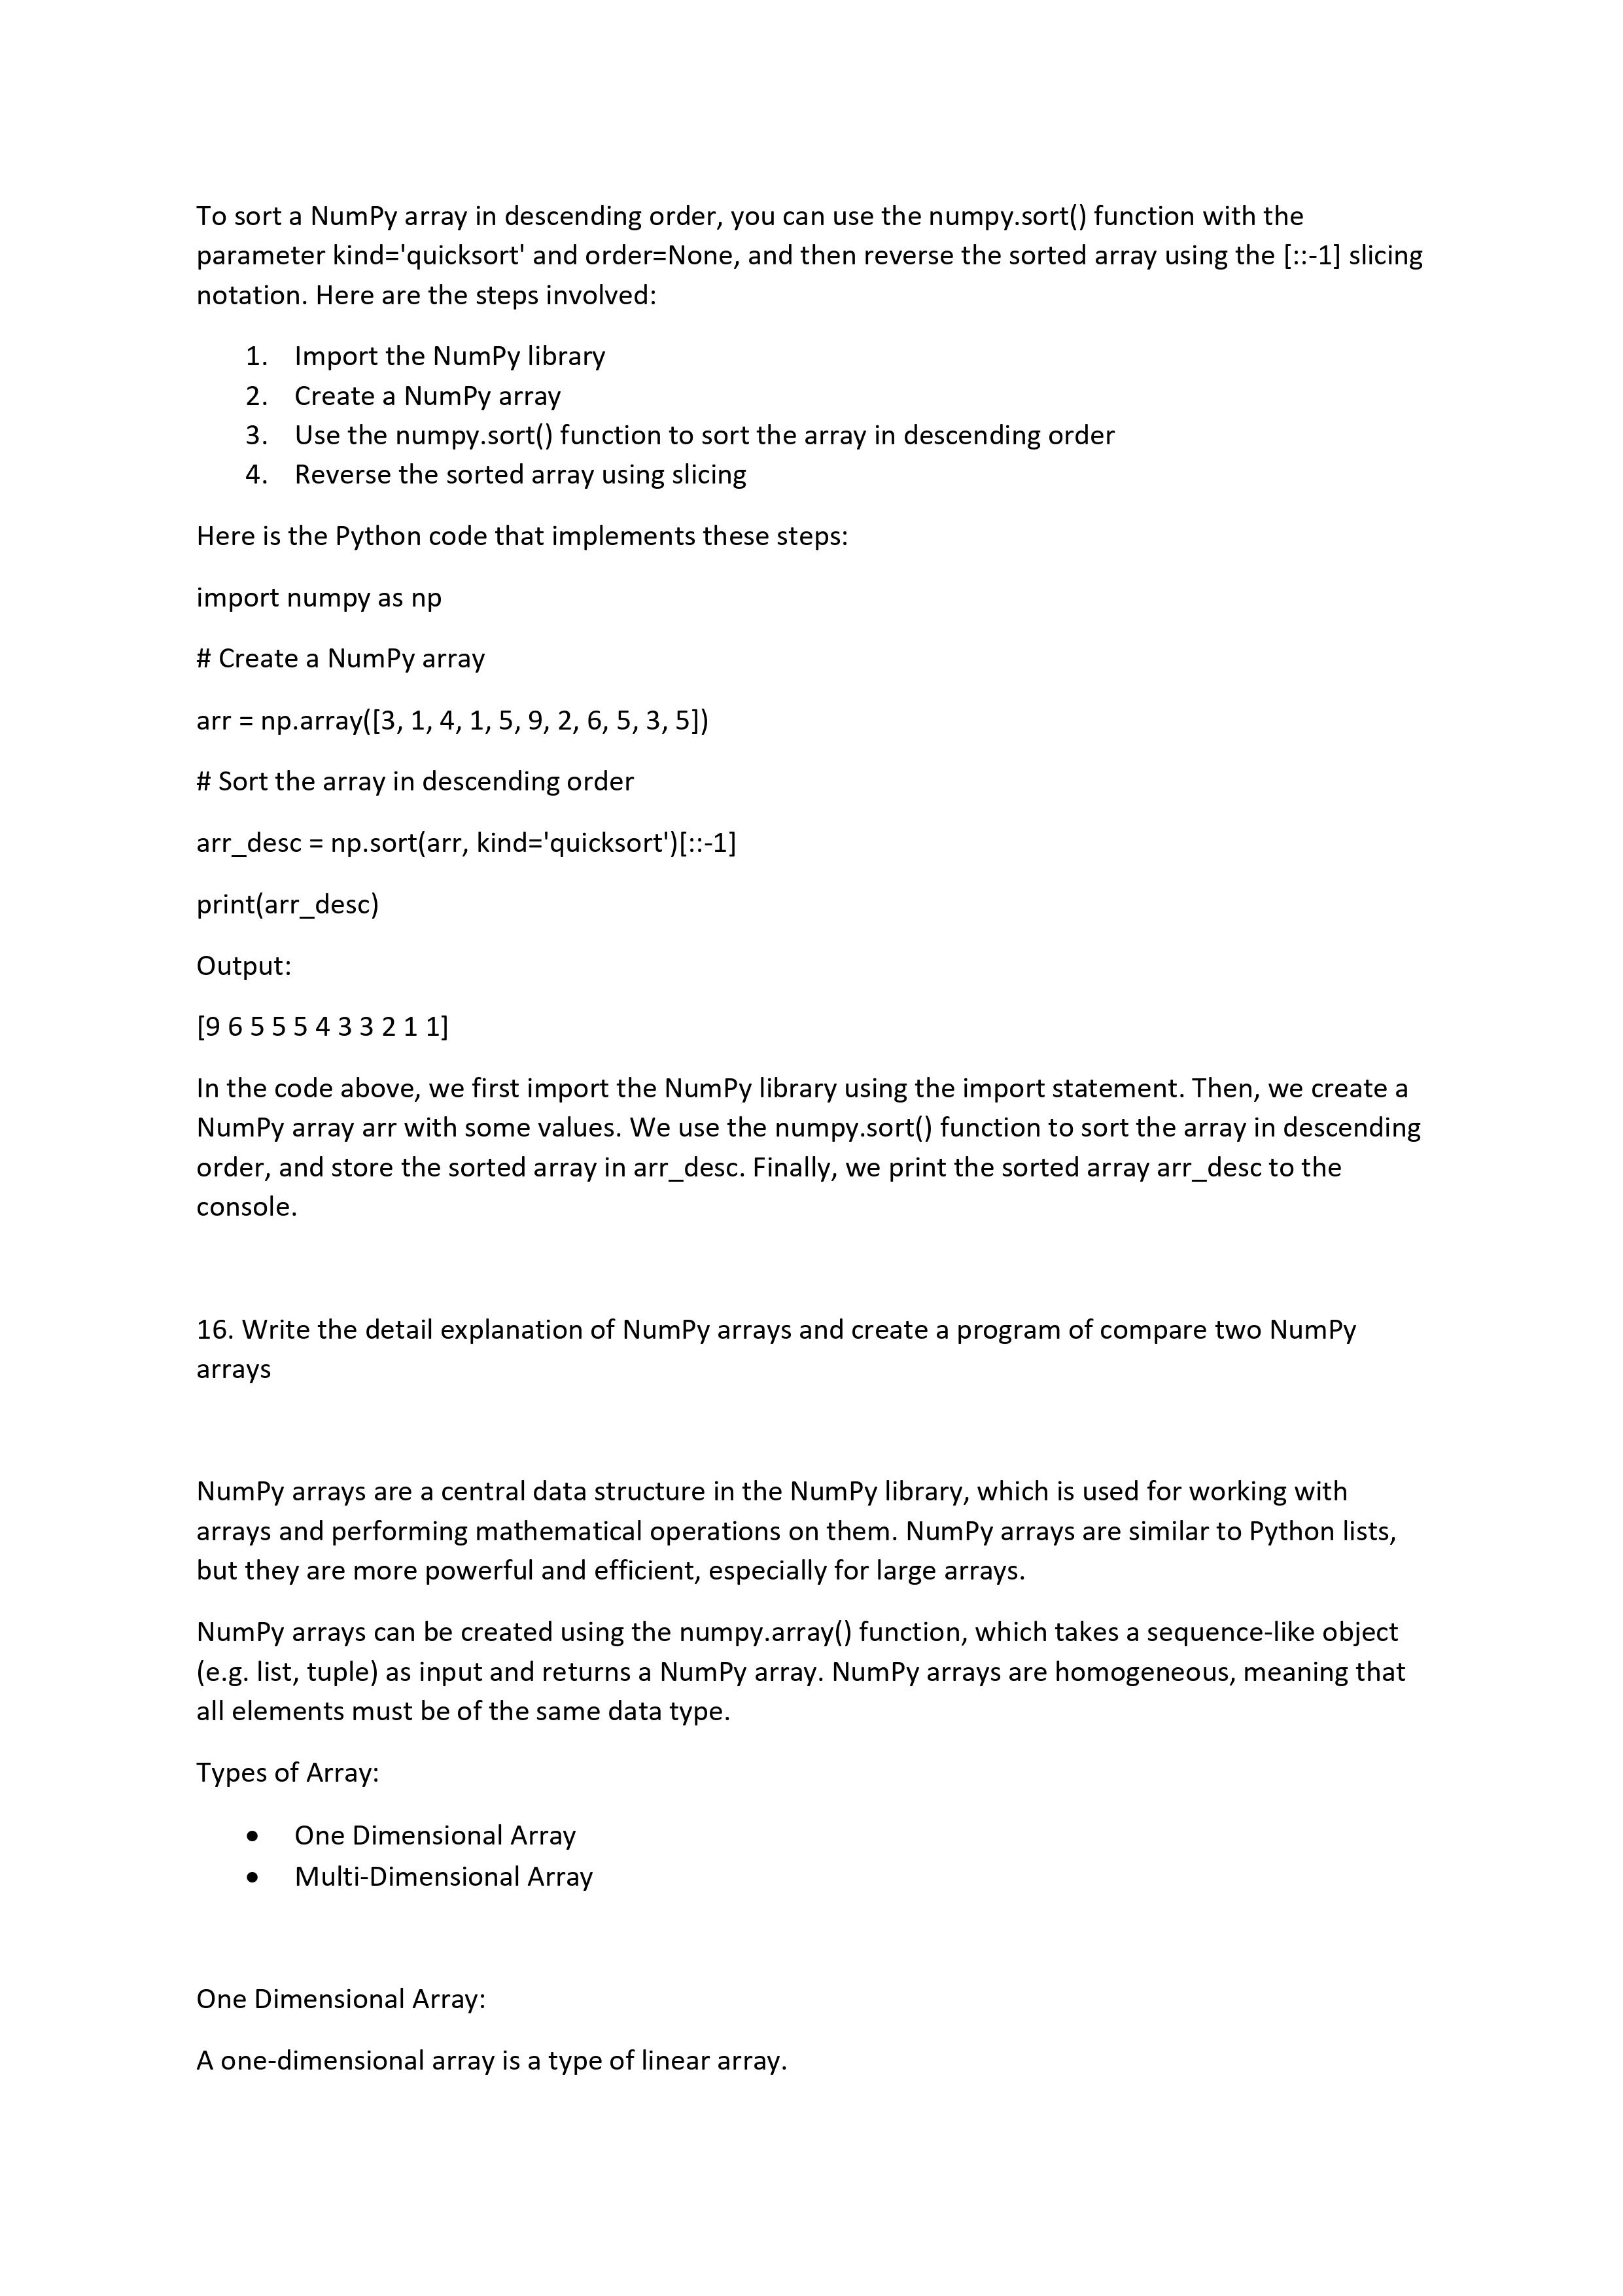 To sort a NumPy array in descending order, you can use the numpy.sort() function with the
parameter kind='quicksort' and order=None, and then reverse the sorted array using the [::-1] slicing
notation. Here are the steps involved:
1. Import the NumPy library
2. Create a NumPy array
3. Use the numpy.sort() function to sort the array in descending order
4. Reverse the sorted array using slicing
Here is the Python code that implements these steps:
import numpy as np
# Create a NumPy array
arr = np.array([3, 1, 4, 1, 5, 9, 2, 6, 5, 3, 5])
# Sort the array in descending order
arr_desc = np.sort(arr, kind='quicksort')[::-1]
print(arr_desc)
Output:
[9 6 5 5 5 4 3 3 2 1 1]
In the code above, we first import the NumPy library using the import statement. Then, we create a
NumPy array arr with some values. We use the numpy.sort() function to sort the array in descending
order, and store the sorted array in arr_desc. Finally, we print the sorted array arr_desc to the
console.
16. Write the detail explanation of NumPy arrays and create a program of compare two NumPy
arrays
NumPy arrays are a central data structure in the NumPy library, which is used for working with
arrays and performing mathematical operations on them. NumPy arrays are similar to Python lists,
but they are more powerful and efficient, especially for large arrays.
NumPy arrays can be created using the numpy.array() function, which takes a sequence-like object
(e.g. list, tuple) as input and returns a NumPy array. NumPy arrays are homogeneous, meaning that
all elements must be of the same data type.
Types of Array:
• One Dimensional Array
• Multi-Dimensional Array
One Dimensional Array:
A one-dimensional array is a type of linear array.